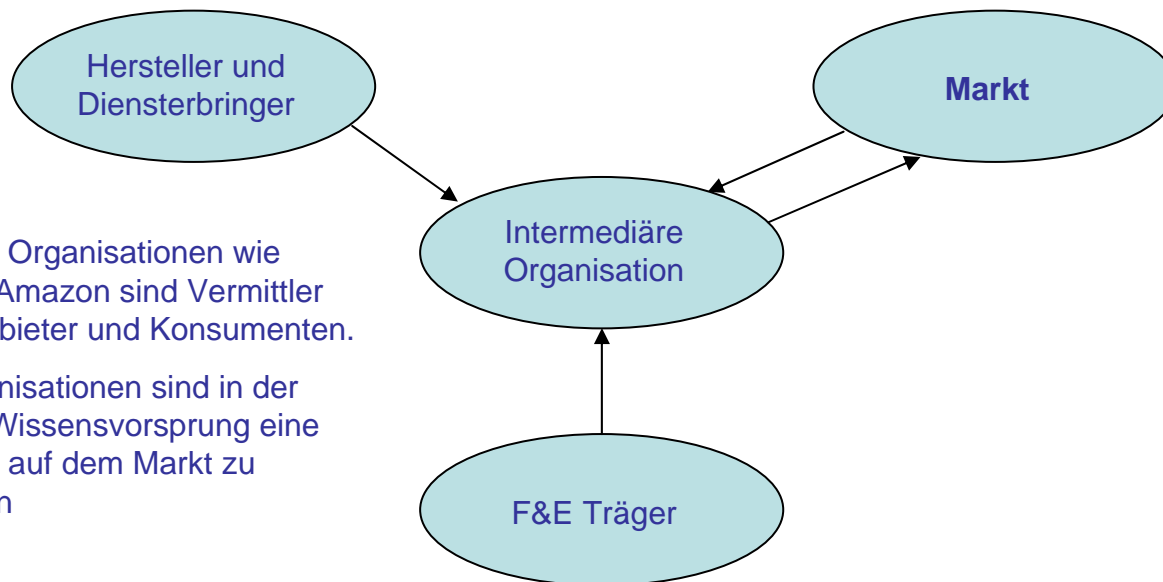 Hersteller und
Diensterbringer
Markt
Intermediäre
Organisation
Organisationen wie
Amazon sind Vermittler
bieter und Konsumenten.
nisationen sind in der
Wissensvorsprung eine
auf dem Markt zu
n
F&E Träger